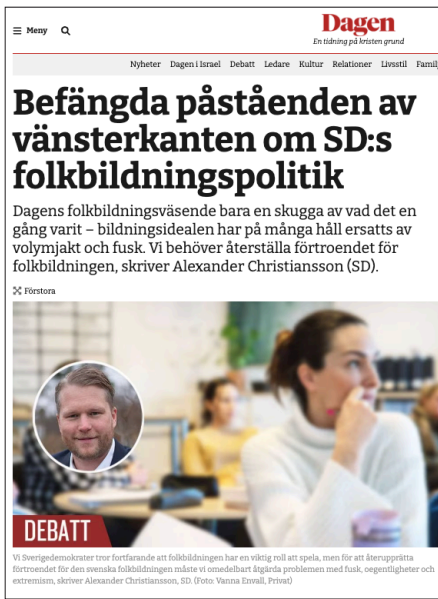 Meny
Dagen
En tidning på kristen grund
Nyheter Dagen i Israel Debatt Ledare Kultur Relationer Livsstil
Befängda påståenden av
vänsterkanten om SD:s
folkbildningspolitik
Dagens folkbildningsväsende bara en skugga av vad det en
gång varit – bildningsidealen har på många håll ersatts av
volymjakt och fusk. Vi behöver återställa förtroendet för
folkbildningen, skriver Alexander Christiansson (SD).
Förstora
DEBATT
Vi Sverigedemokrater tror fortfarande att folkbildningen har en viktig roll att spela, men för att återupprätta
förtroendet för den svenska folkbildningen måste vi omedelbart åtgärda problemen med fusk, oegentligheter och
extremism, skriver Alexander Christiansson, SD. (Foto: Vanna Envall, Privat)